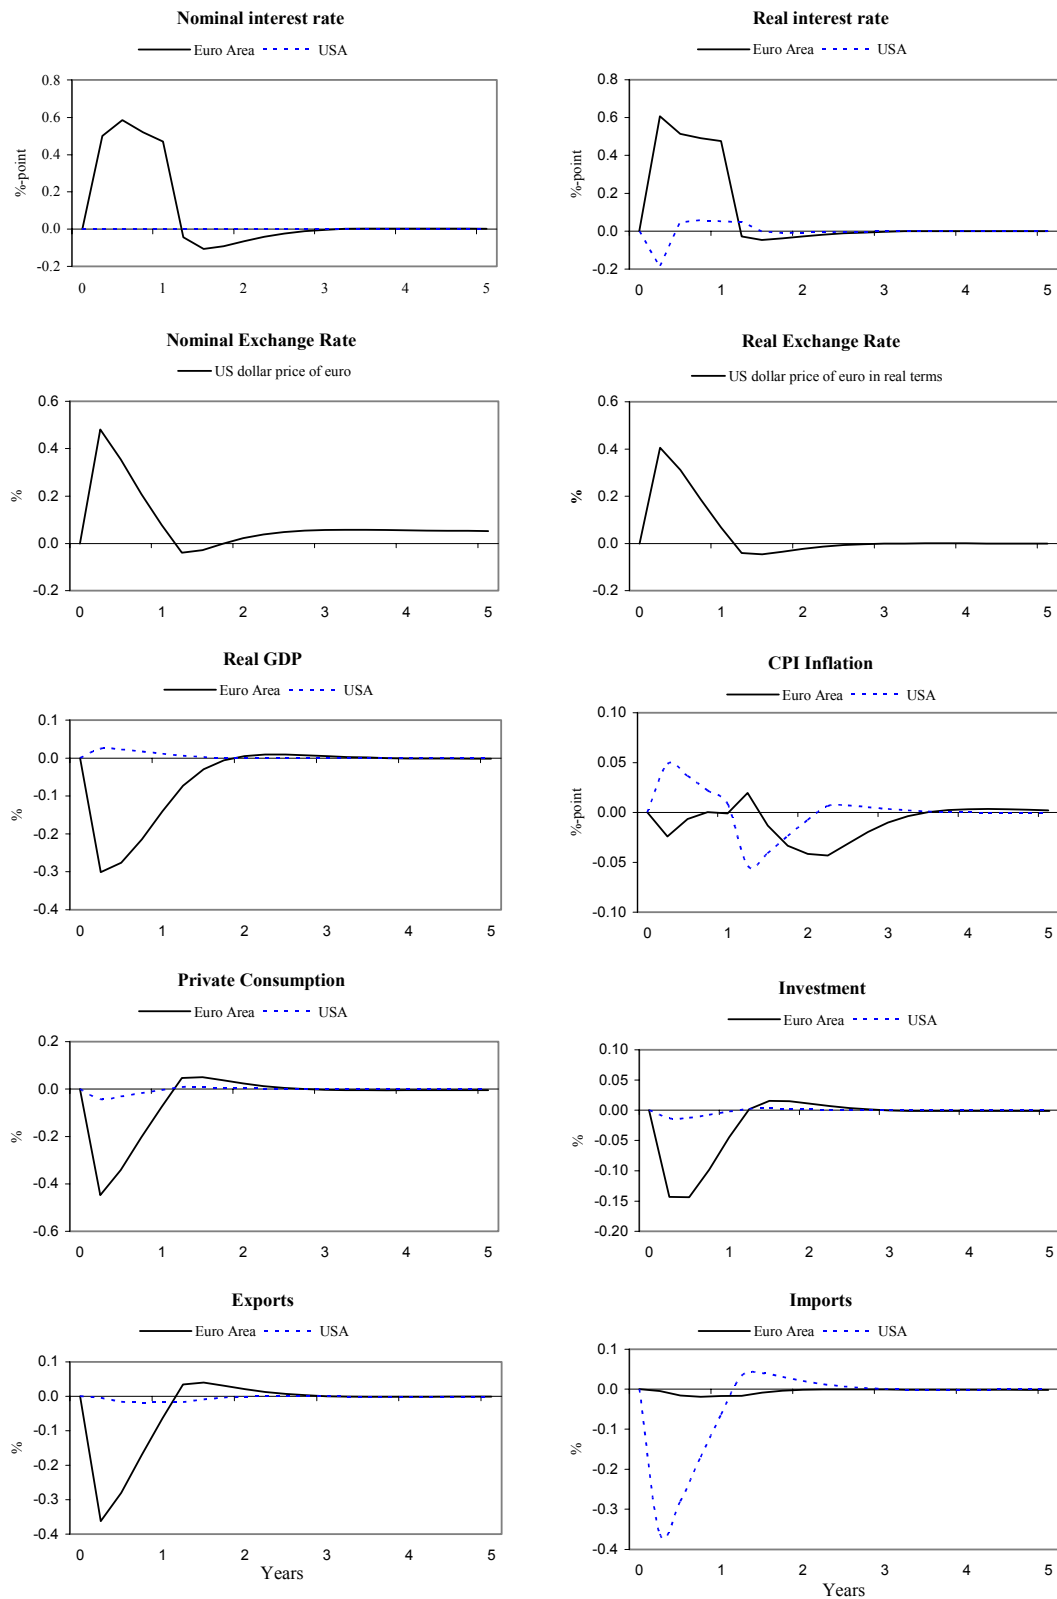 Nominal interest rate
Euro Area USA
%-point
0.8
0.6
0.4
0.2
0.0
-0.2
0 1 2 3 4 5
Real interest rate
Euro Area USA
%-point
0.8
0.6
0.4
0.2
0.0
-0.2
0 1 2 3 4 5
Nominal Exchange Rate
US dollar price of euro
%
0.6
0.4
0.2
0.0
-0.2
0 1 2 3 4 5
Real Exchange Rate
US dollar price of euro in real terms
%
0.6
0.4
0.2
0.0
-0.2
0 1 2 3 4 5
Real GDP
Euro Area USA
%
0.1
0.0
-0.1
-0.2
-0.3
-0.4
0 1 2 3 4 5
CPI Inflation
Euro Area USA
%-point
0.10
0.05
0.00
-0.05
-0.10
0 1 2 3 4 5
Private Consumption
Euro Area USA
%
0.2
0.0
-0.2
-0.4
-0.6
0 1 2 3 4 5
Investment
Euro Area USA
%
0.10
0.05
0.00
-0.05
-0.10
-0.15
-0.20
0 1 2 3 4 5
Exports
Euro Area USA
%
0.1
0.0
-0.1
-0.2
-0.3
-0.4
0 1 2 3 4 5
Years
Imports
Euro Area USA
%
0.1
0.0
-0.1
-0.2
-0.3
-0.4
0 1 2 3 4 5
Years